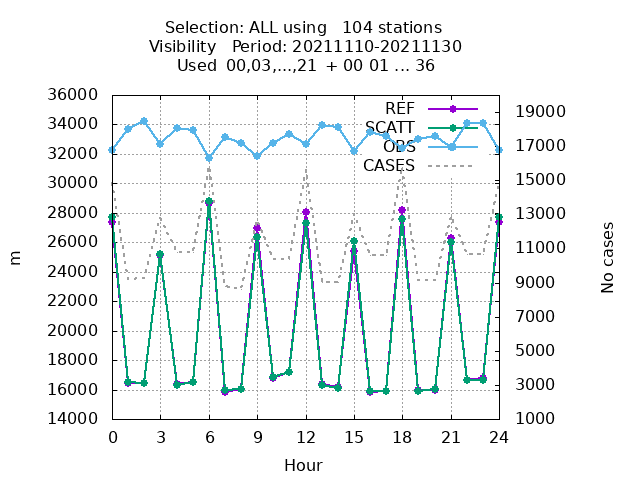 Selection: ALL using   104 stations
Visibility   Period: 20211110-20211130
Used  00,03,...,21  + 00 01 ... 36
36000
34000
32000
30000
28000
26000
24000
22000
20000
18000
16000
14000
m
REF
SCATT
OBS
CASES
19000
17000
15000
13000
11000
9000
7000
5000
3000
1000
No cases
0 3 6 9 12 15 18 21 24
Hour